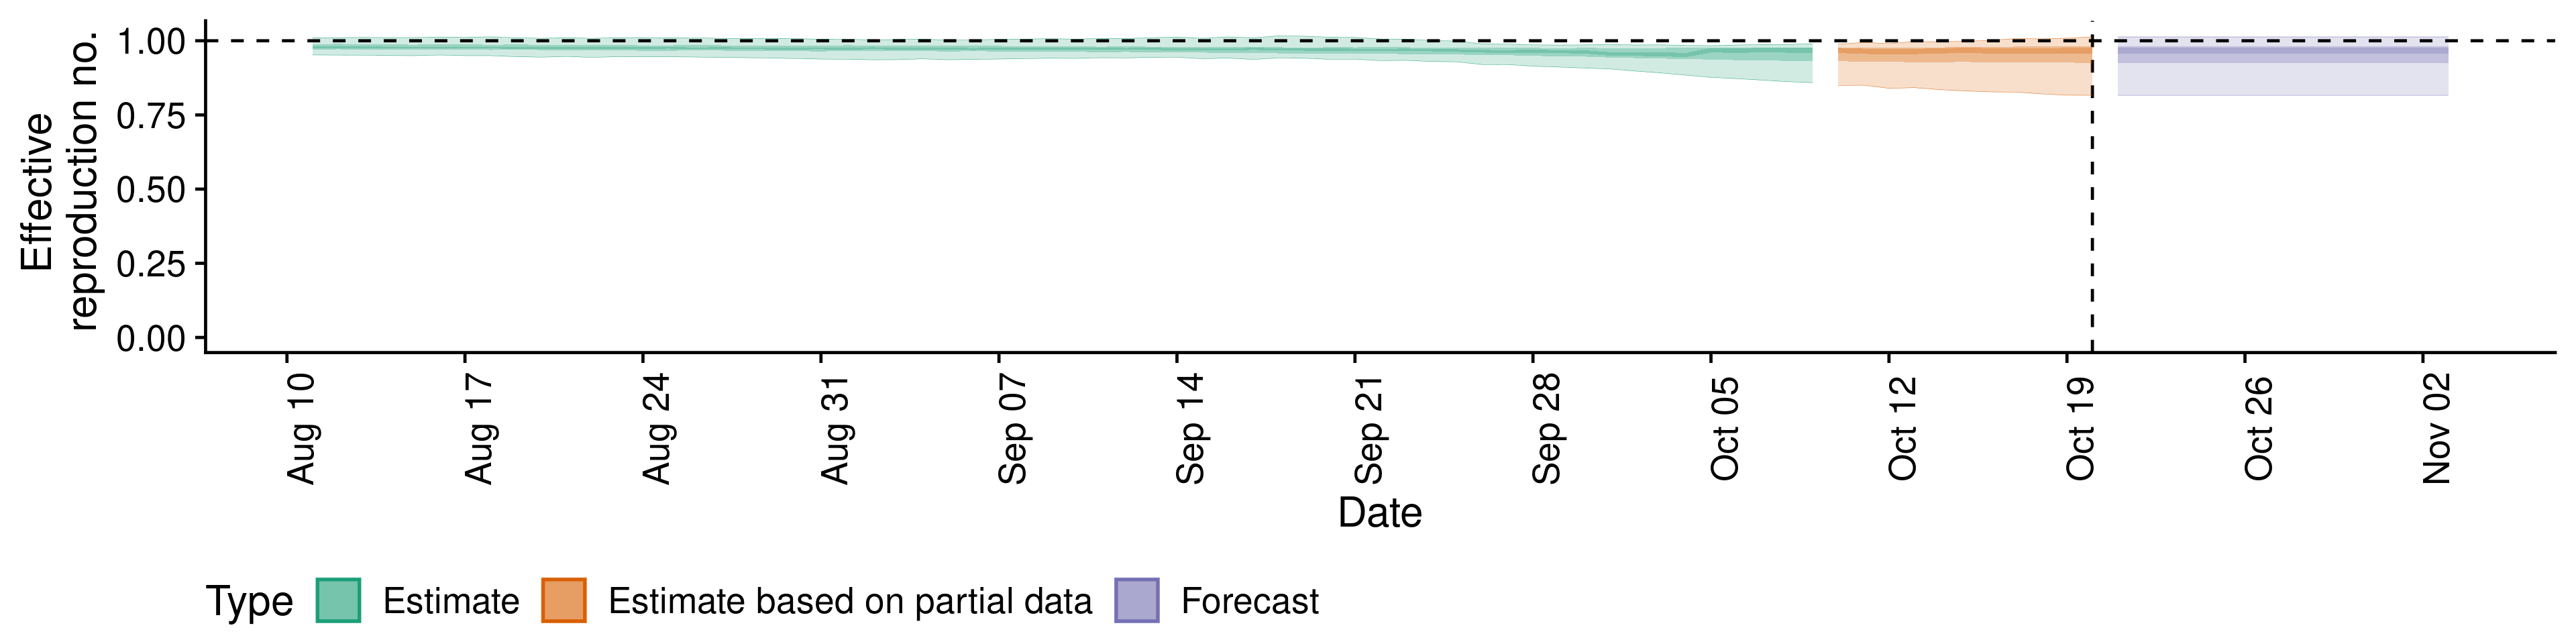 Effective
reproduction no.
1.00
0.75
0.50
0.25
0.00
Aug 10
Aug 17
Aug 24
Aug 31
Sep 07
Sep 14
Sep 21
Sep 28
Oct 05
Oct 12
Oct 19
Oct 26
Nov 02
Date
Type Estimate Estimate based on partial data Forecast